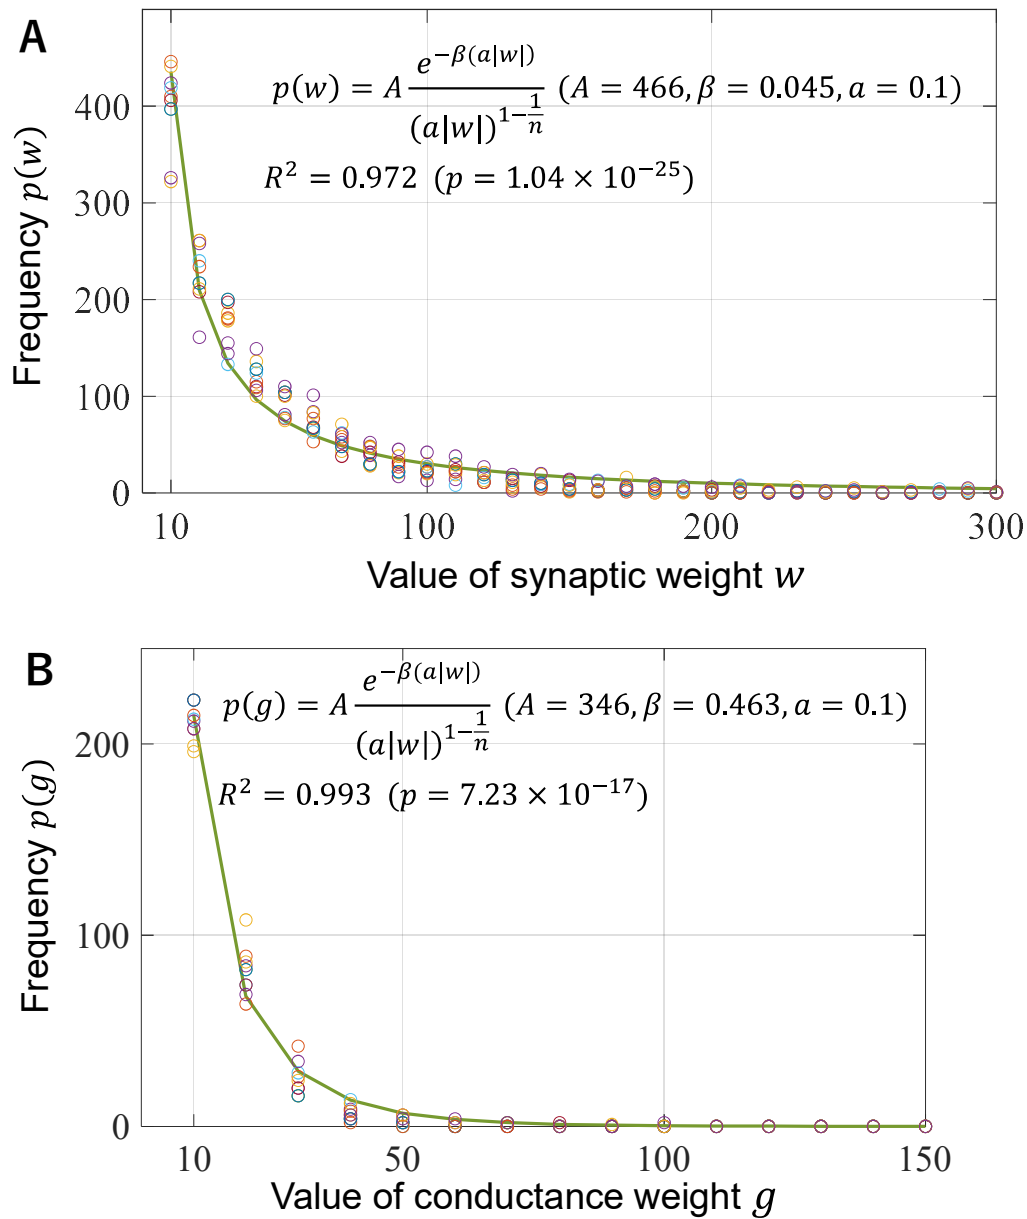 A
p(w) = A e^{-β(a|w|)} / (a|w|)^{1-1/n} (A = 466, β = 0.045, a = 0.1)
R² = 0.972 (p = 1.04 × 10⁻²⁵)
Frequency p(w)
400
300
200
100
0
10 100 200 300
Value of synaptic weight w
B
p(g) = A e^{-β(a|w|)} / (a|w|)^{1-1/n} (A = 346, β = 0.463, a = 0.1)
R² = 0.993 (p = 7.23 × 10⁻¹⁷)
Frequency p(g)
200
100
0
10 50 100 150
Value of conductance weight g